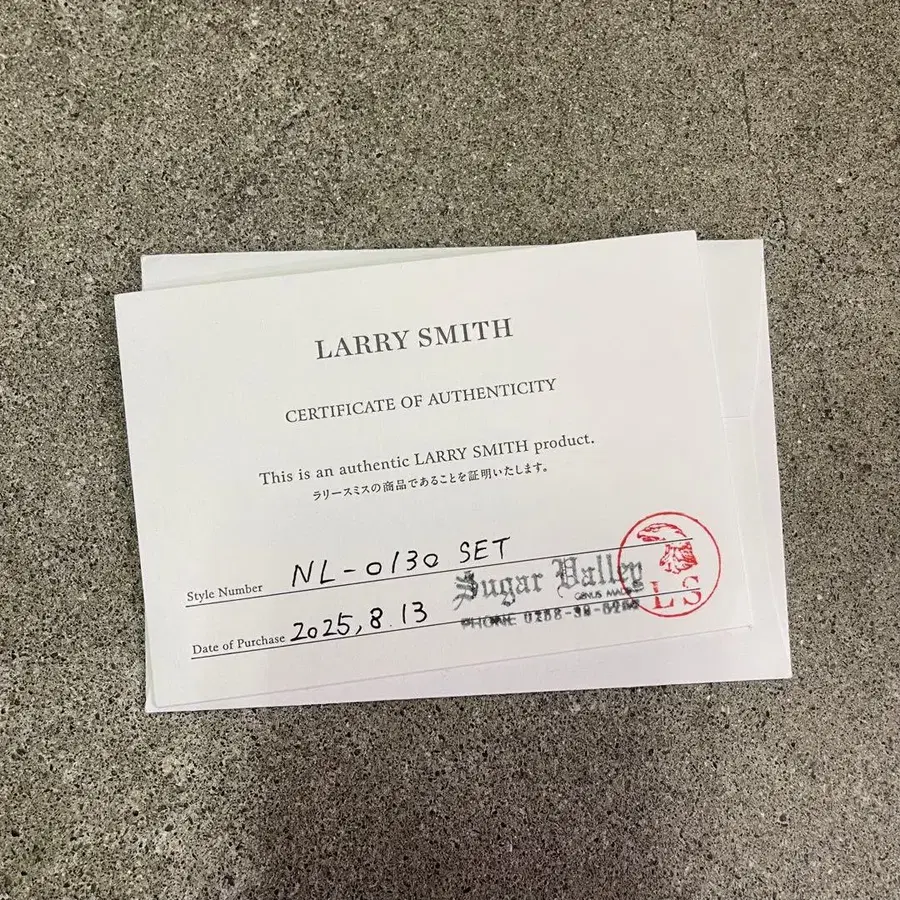 LARRY SMITH
CERTIFICATE OF AUTHENTICITY
This is an authentic LARRY SMITH product.
ラリースミスの商品であることを証明いたします。
Style Number NL-0130 SET
Sugar Valley
Date of Purchase 2025,8.13
PHONE
LS